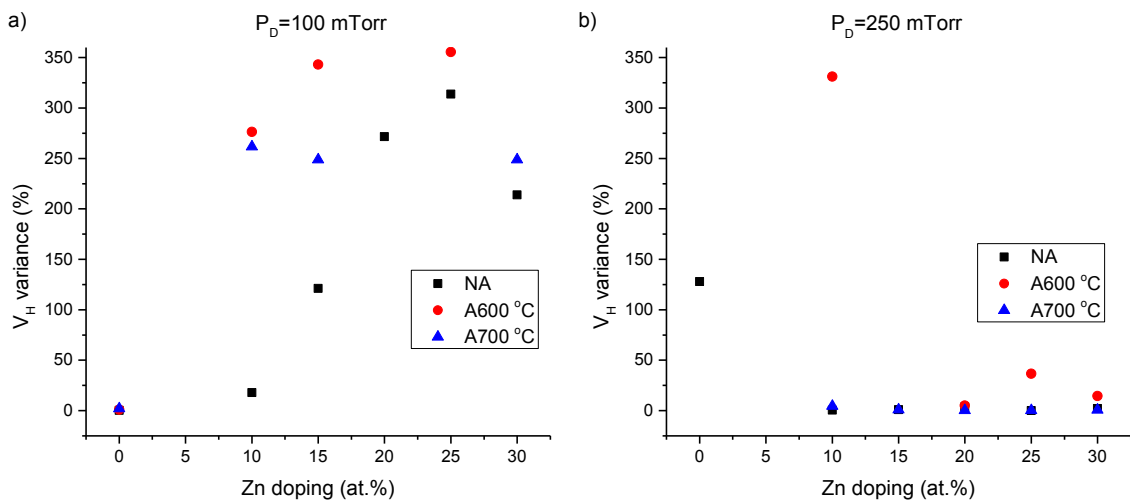 a)
P_D=100 mTorr
350
300
250
200
150
100
50
0
V_H variance (%)
NA
A600 °C
A700 °C
0 5 10 15 20 25 30
Zn doping (at.%)
b)
P_D=250 mTorr
350
300
250
200
150
100
50
0
V_H variance (%)
NA
A600 °C
A700 °C
0 5 10 15 20 25 30
Zn doping (at.%)